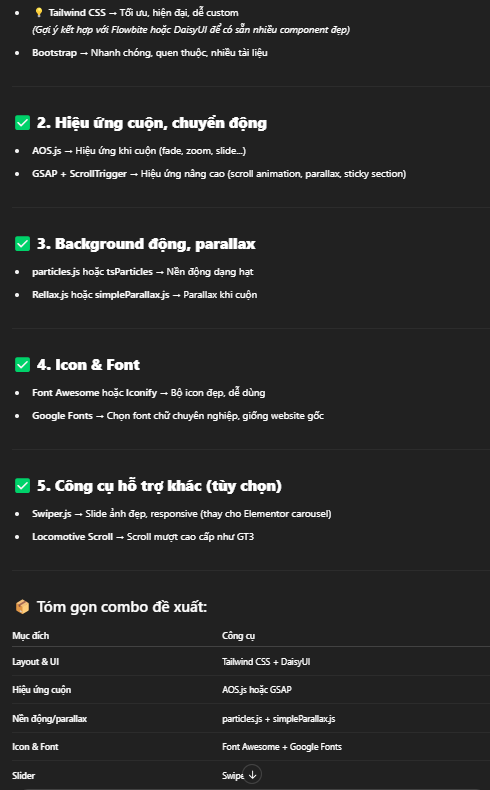 💡 Tailwind CSS → Tối ưu, hiện đại, dễ custom
(Gợi ý kết hợp với Flowbite hoặc DaisyUI để có sẵn nhiều component đẹp)
Bootstrap → Nhanh chóng, quen thuộc, nhiều tài liệu
✅ 2. Hiệu ứng cuộn, chuyển động
AOS.js → Hiệu ứng khi cuộn (fade, zoom, slide...)
GSAP + ScrollTrigger → Hiệu ứng nâng cao (scroll animation, parallax, sticky section)
✅ 3. Background động, parallax
particles.js hoặc tsParticles → Nền động dạng hạt
Rellax.js hoặc simpleParallax.js → Parallax khi cuộn
✅ 4. Icon & Font
Font Awesome hoặc Iconify → Bộ icon đẹp, dễ dùng
Google Fonts → Chọn font chữ chuyên nghiệp, giống website gốc
✅ 5. Công cụ hỗ trợ khác (tùy chọn)
Swiper.js → Slide ảnh đẹp, responsive (thay cho Elementor carousel)
Locomotive Scroll → Scroll mượt cao cấp như GT3
📦 Tóm gọn combo đề xuất:
Mục đích Công cụ
Layout & UI Tailwind CSS + DaisyUI
Hiệu ứng cuộn AOS.js hoặc GSAP
Nền động/parallax particles.js + simpleParallax.js
Icon & Font Font Awesome + Google Fonts
Slider